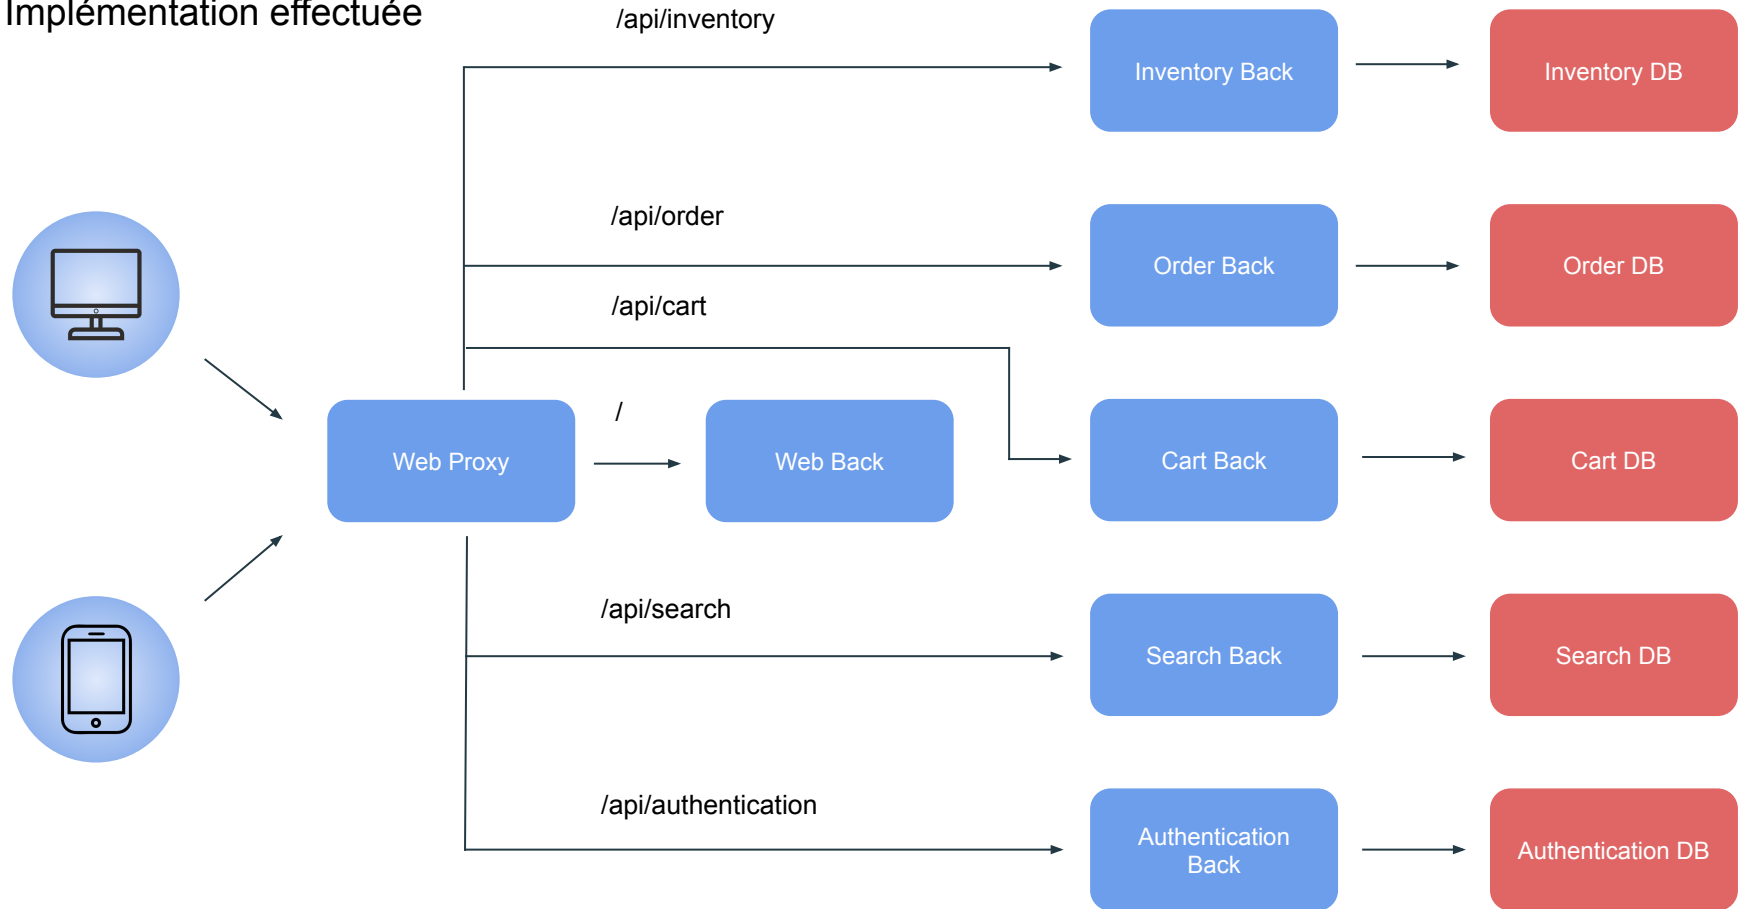 Implémentation effectuée
/api/inventory
Inventory Back
Inventory DB
/api/order
Order Back
Order DB
/api/cart
/
Web Proxy
Web Back
Cart Back
Cart DB
/api/search
Search Back
Search DB
/api/authentication
Authentication
Back
Authentication DB